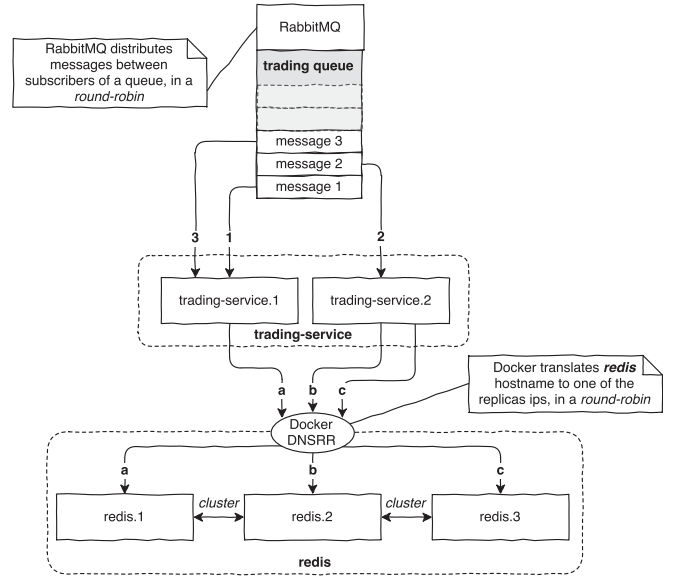 RabbitMQ
RabbitMQ distributes
messages between
subscribers of a queue, in a
round-robin
trading queue
message 3
message 2
message 1
3
1
2
trading-service.1
trading-service.2
trading-service
Docker translates redis
hostname to one of the
replicas ips, in a round-robin
a
b
c
Docker
DNSRR
a
b
c
redis.1
cluster
redis.2
cluster
redis.3
redis